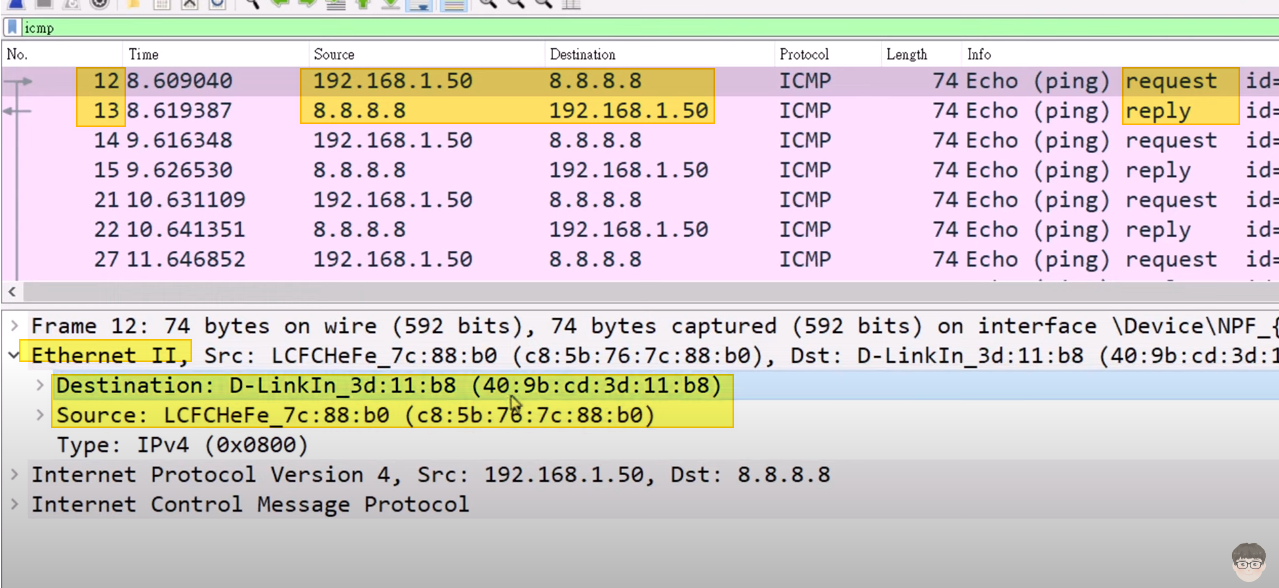 icmp
No. Time Source Destination Protocol Length Info
12 8.609040 192.168.1.50 8.8.8.8 ICMP 74 Echo (ping) request id=
13 8.619387 8.8.8.8 192.168.1.50 ICMP 74 Echo (ping) reply id=
14 9.616348 192.168.1.50 8.8.8.8 ICMP 74 Echo (ping) request id=
15 9.626530 8.8.8.8 192.168.1.50 ICMP 74 Echo (ping) reply id=
21 10.631109 192.168.1.50 8.8.8.8 ICMP 74 Echo (ping) request id=
22 10.641351 8.8.8.8 192.168.1.50 ICMP 74 Echo (ping) reply id=
27 11.646852 192.168.1.50 8.8.8.8 ICMP 74 Echo (ping) request id=
Frame 12: 74 bytes on wire (592 bits), 74 bytes captured (592 bits) on interface \Device\NPF_{
Ethernet II, Src: LCFCHeFe_7c:88:b0 (c8:5b:76:7c:88:b0), Dst: D-LinkIn_3d:11:b8 (40:9b:cd:3d:1
Destination: D-LinkIn_3d:11:b8 (40:9b:cd:3d:11:b8)
Source: LCFCHeFe_7c:88:b0 (c8:5b:76:7c:88:b0)
Type: IPv4 (0x0800)
Internet Protocol Version 4, Src: 192.168.1.50, Dst: 8.8.8.8
Internet Control Message Protocol